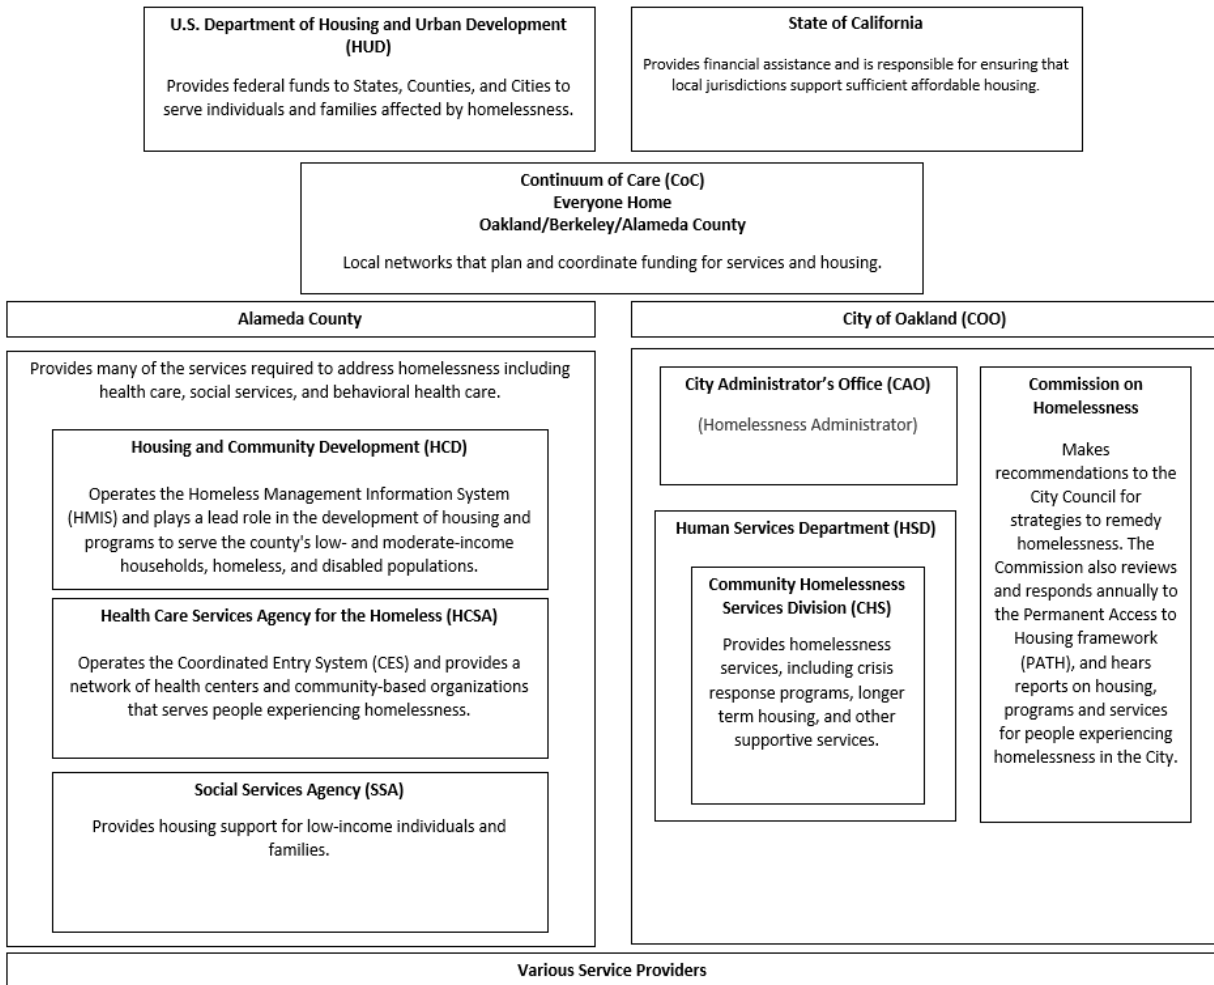 U.S. Department of Housing and Urban Development
(HUD)
Provides federal funds to States, Counties, and Cities to
serve individuals and families affected by homelessness.
State of California
Provides financial assistance and is responsible for ensuring that
local jurisdictions support sufficient affordable housing.
Continuum of Care (CoC)
Everyone Home
Oakland/Berkeley/Alameda County
Local networks that plan and coordinate funding for services and housing.
Alameda County
Provides many of the services required to address homelessness including
health care, social services, and behavioral health care.
Housing and Community Development (HCD)
Operates the Homeless Management Information System
(HMIS) and plays a lead role in the development of housing and
programs to serve the county's low- and moderate-income
households, homeless, and disabled populations.
Health Care Services Agency for the Homeless (HCSA)
Operates the Coordinated Entry System (CES) and provides a
network of health centers and community-based organizations
that serves people experiencing homelessness.
Social Services Agency (SSA)
Provides housing support for low-income individuals and
families.
City of Oakland (COO)
City Administrator's Office (CAO)
(Homelessness Administrator)
Human Services Department (HSD)
Community Homelessness
Services Division (CHS)
Provides homelessness
services, including crisis
response programs, longer
term housing, and other
supportive services.
Commission on
Homelessness
Makes
recommendations to the
City Council for
strategies to remedy
homelessness. The
Commission also reviews
and responds annually to
the Permanent Access to
Housing framework
(PATH), and hears
reports on housing,
programs and services
for people experiencing
homelessness in the City.
Various Service Providers